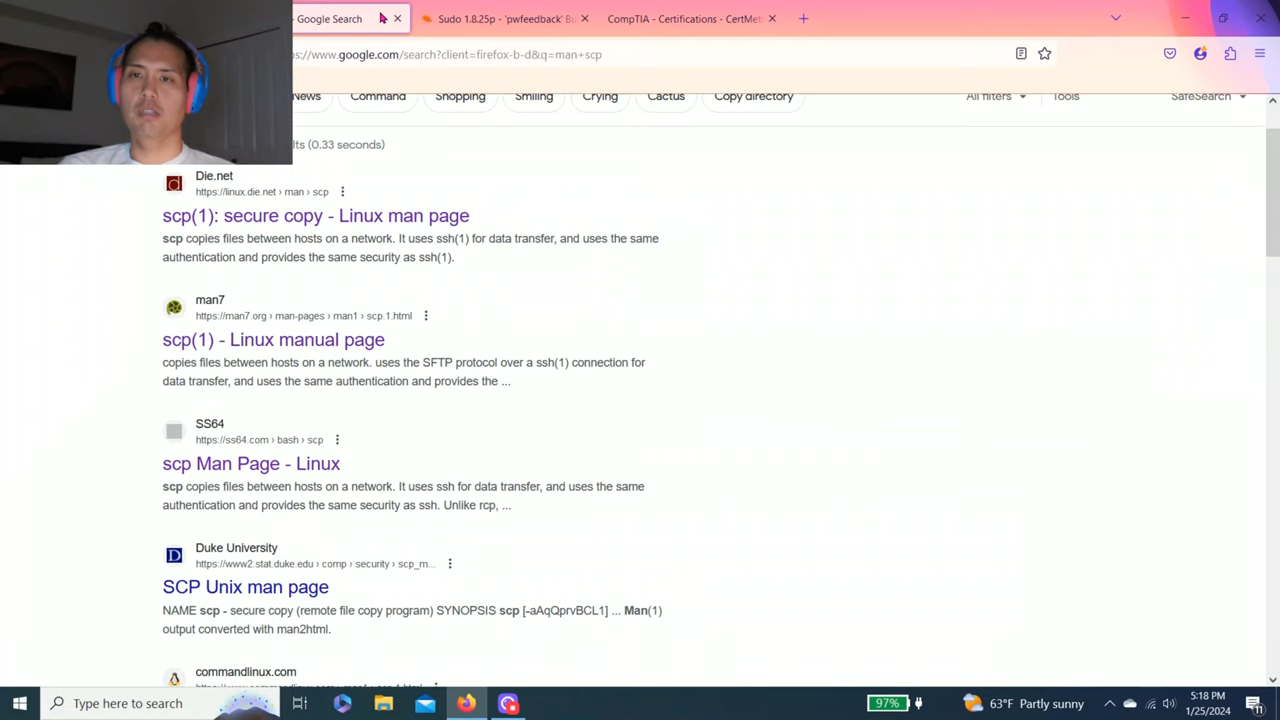 Google Search
Sudo 1.8.25p - 'pwfeedback' Bu
CompTIA - Certifications - CertMet
s://www.google.com/search?client=firefox-b-d&q=man+scp
News
Command
Shopping
Smiling
Crying
Cactus
Copy directory
All filters
Tools
SafeSearch
lts (0.33 seconds)
Die.net
https://linux.die.net › man › scp
scp(1): secure copy - Linux man page
scp copies files between hosts on a network. It uses ssh(1) for data transfer, and uses the same
authentication and provides the same security as ssh(1).
man7
https://man7.org › man-pages › man1 › scp.1.html
scp(1) - Linux manual page
copies files between hosts on a network. uses the SFTP protocol over a ssh(1) connection for
data transfer, and uses the same authentication and provides the ...
SS64
https://ss64.com › bash › scp
scp Man Page - Linux
scp copies files between hosts on a network. It uses ssh for data transfer, and uses the same
authentication and provides the same security as ssh. Unlike rcp, ...
Duke University
https://www2.stat.duke.edu › comp › security › scp_m...
SCP Unix man page
NAME scp - secure copy (remote file copy program) SYNOPSIS scp [-aAqQprvBCL1] ... Man(1)
output converted with man2html.
commandlinux.com
Type here to search
97%
63°F Partly sunny
5:18 PM
1/25/2024
11